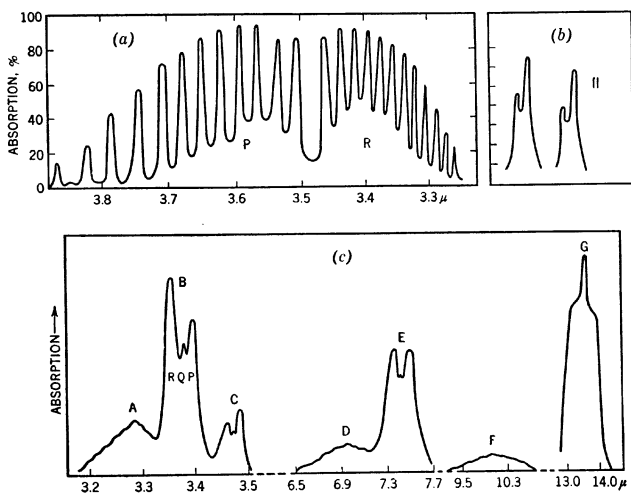 (a)
ABSORPTION, %
100
80
60
40
20
0
P
R
3.8
3.7
3.6
3.5
3.4
3.3 μ
(b)
(c)
ABSORPTION→
A
B
R Q P
C
D
E
F
G
3.2
3.3
3.4
3.5
6.5
6.9
7.3
7.7
9.5
10.3
13.0
14.0 μ